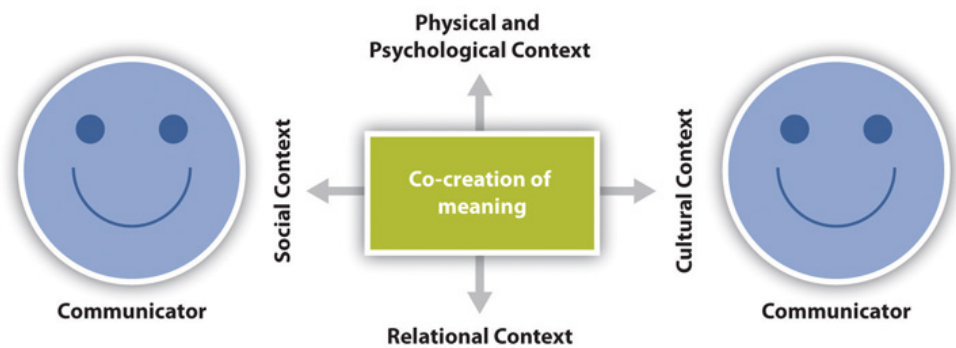 Physical and
Psychological Context
Social Context
Co-creation of
meaning
Cultural Context
Communicator
Communicator
Relational Context